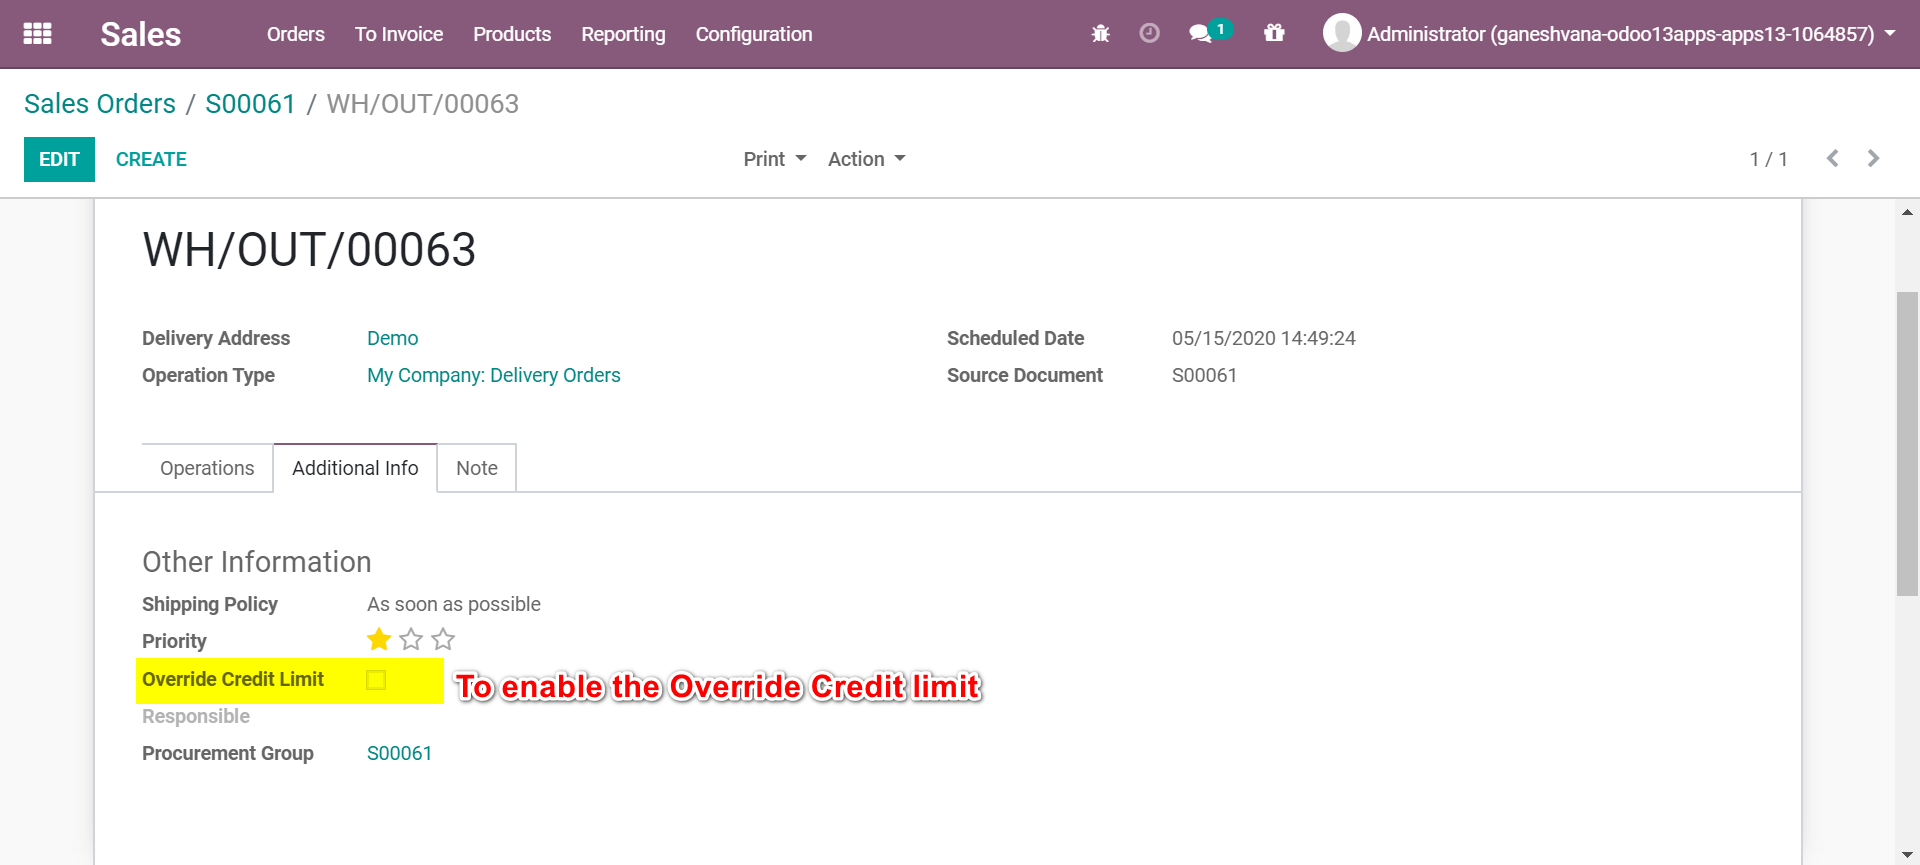 Sales Orders To Invoice Products Reporting Configuration 1 Administrator (ganeshvana-odoo13apps-apps13-1064857)
Sales Orders / S00061 / WH/OUT/00063
EDIT CREATE Print Action 1 / 1
WH/OUT/00063
Delivery Address Demo Scheduled Date 05/15/2020 14:49:24
Operation Type My Company: Delivery Orders Source Document S00061
Operations Additional Info Note
Other Information
Shipping Policy As soon as possible
Priority
Override Credit Limit To enable the Override Credit limit
Responsible
Procurement Group S00061